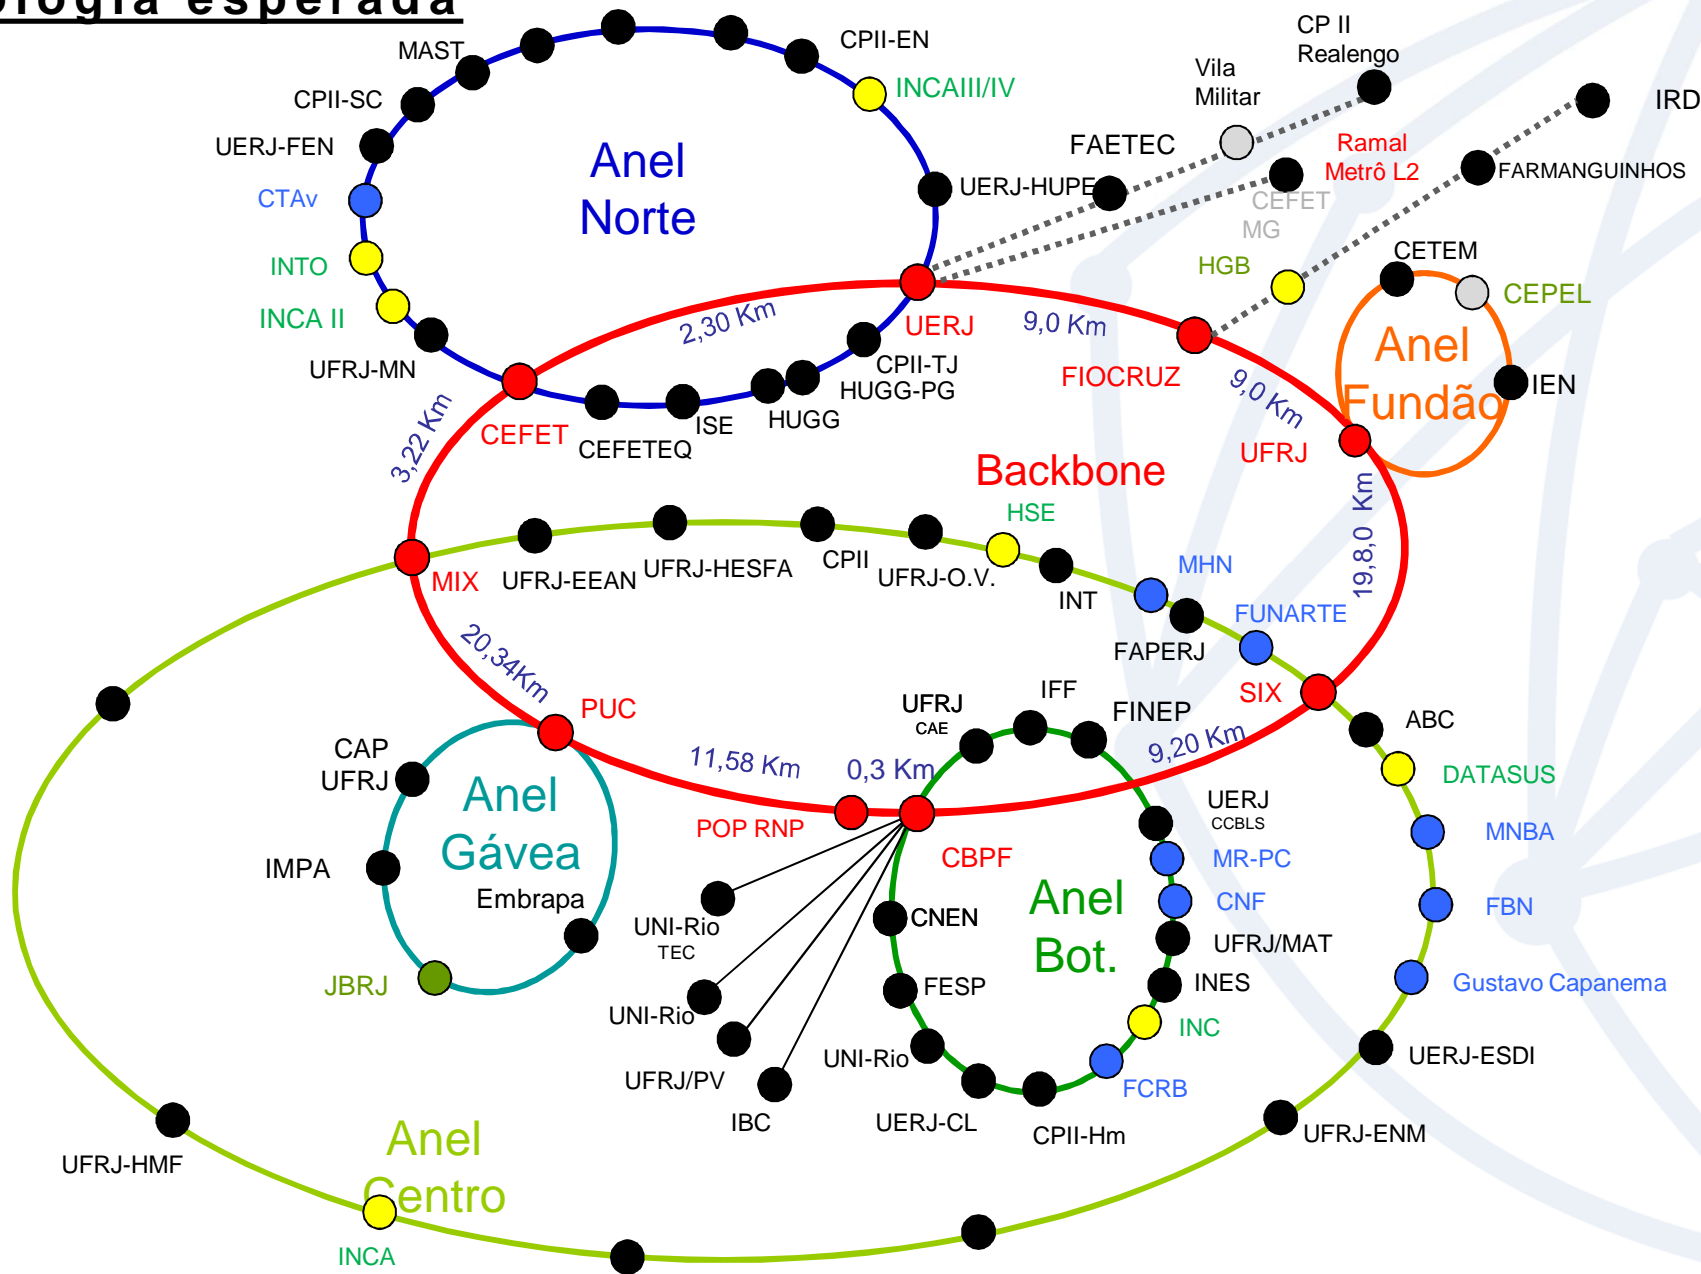 ologia esperada
MAST
CPII-EN
INCAIII/IV
CPII-SC
UERJ-FEN
CTAv
INTO
INCA II
UFRJ-MN
Anel
Norte
UERJ-HUPE
CP II
Realengo
Vila
Militar
FAETEC
Ramal
Metrô L2
CEFET
MG
IRD
FARMANGUINHOS
HGB
CETEM
CEPEL
Anel
Fundão
IEN
2,30 Km
UERJ
9,0 Km
FIOCRUZ
9,0 Km
UFRJ
CPII-TJ
HUGG-PG
HUGG
ISE
CEFETEQ
CEFET
3,22 Km
Backbone
HSE
19,8,0 Km
MIX
UFRJ-EEAN
UFRJ-HESFA
CPII
UFRJ-O.V.
INT
MHN
FAPERJ
FUNARTE
SIX
20,34Km
PUC
UFRJ
CAE
IFF
FINEP
9,20 Km
ABC
DATASUS
MNBA
FBN
Gustavo Capanema
UERJ-ESDI
UFRJ-ENM
CAP
UFRJ
Anel
Gávea
IMPA
Embrapa
JBRJ
11,58 Km
0,3 Km
POP RNP
CBPF
UERJ
CCBLS
MR-PC
CNF
UFRJ/MAT
INES
INC
FCRB
Anel
Bot.
CNEN
FESP
UNI-Rio
UERJ-CL
CPII-Hm
UNI-Rio
TEC
UNI-Rio
UFRJ/PV
IBC
UFRJ-HMF
Anel
Centro
INCA